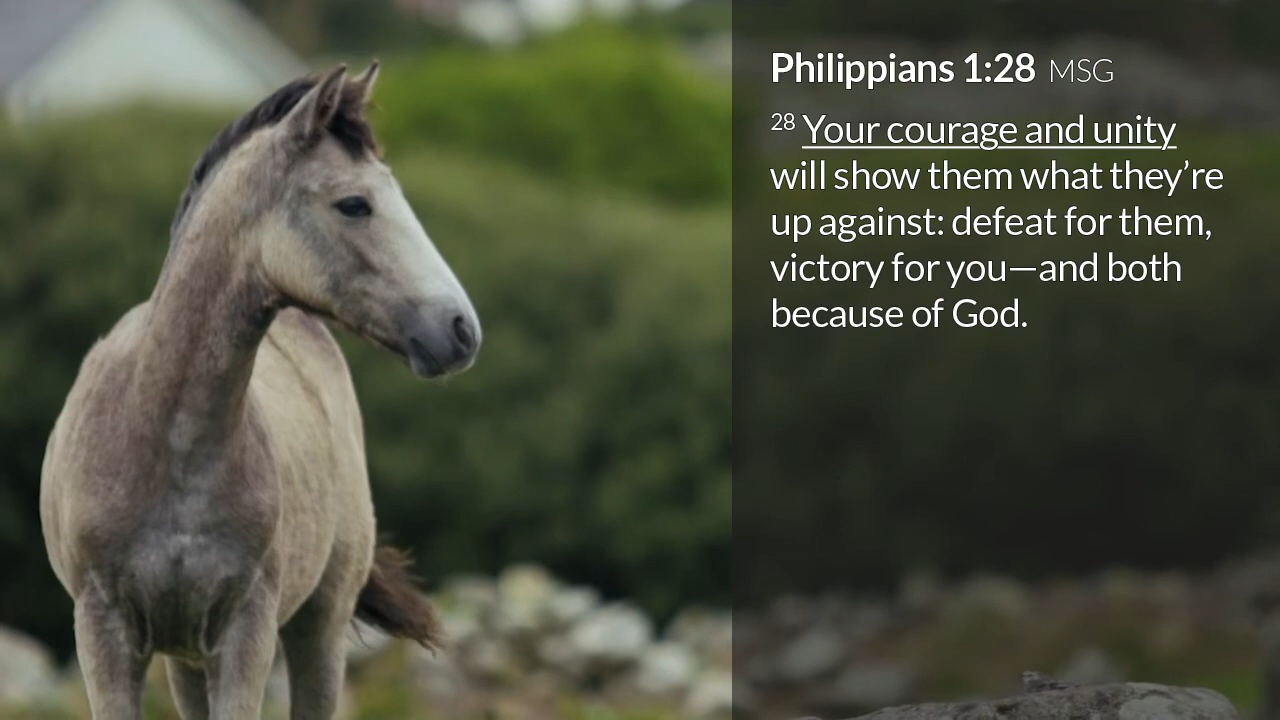 Philippians 1:28 MSG
28 Your courage and unity
will show them what they’re
up against: defeat for them,
victory for you—and both
because of God.